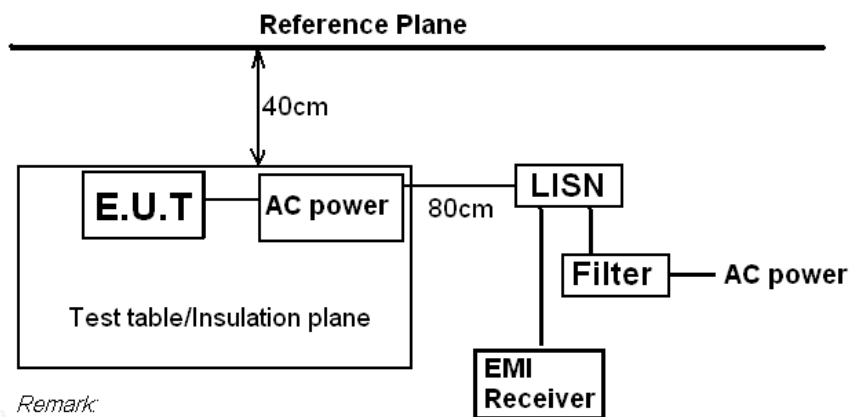 Reference Plane
40cm
E.U.T
AC power
80cm
LISN
Filter
AC power
Test table/Insulation plane
EMI
Receiver
Remark: